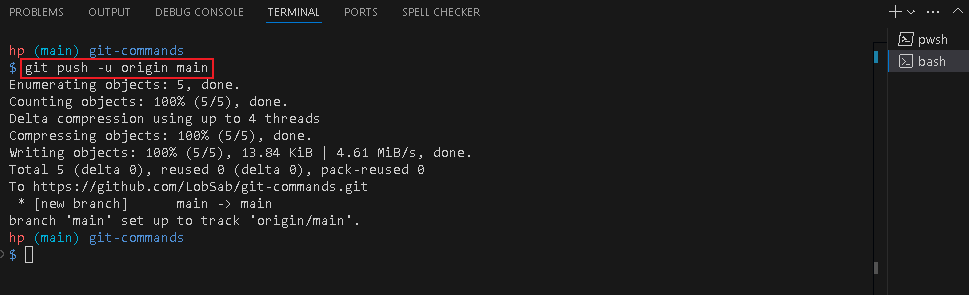 PROBLEMS OUTPUT DEBUG CONSOLE TERMINAL PORTS SPELL CHECKER
pwsh
bash
hp (main) git-commands
$ git push -u origin main
Enumerating objects: 5, done.
Counting objects: 100% (5/5), done.
Delta compression using up to 4 threads
Compressing objects: 100% (5/5), done.
Writing objects: 100% (5/5), 13.84 KiB | 4.61 MiB/s, done.
Total 5 (delta 0), reused 0 (delta 0), pack-reused 0
To https://github.com/LobSab/git-commands.git
 * [new branch]      main -> main
branch 'main' set up to track 'origin/main'.
hp (main) git-commands
$